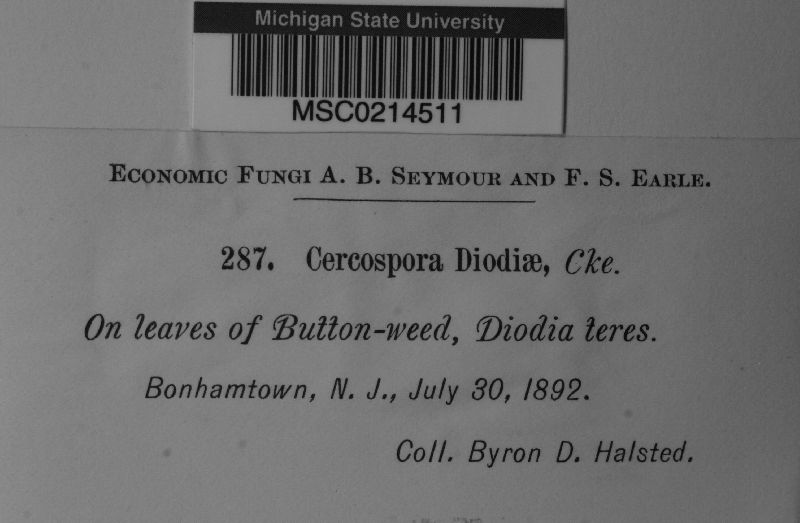 Michigan State University
MSC0214511
Economic Fungi A. B. Seymour and F. S. Earle.
287. Cercospora Diodiæ, Cke.
On leaves of Button-weed, Diodia teres.
Bonhamtown, N. J., July 30, 1892.
Coll. Byron D. Halsted.